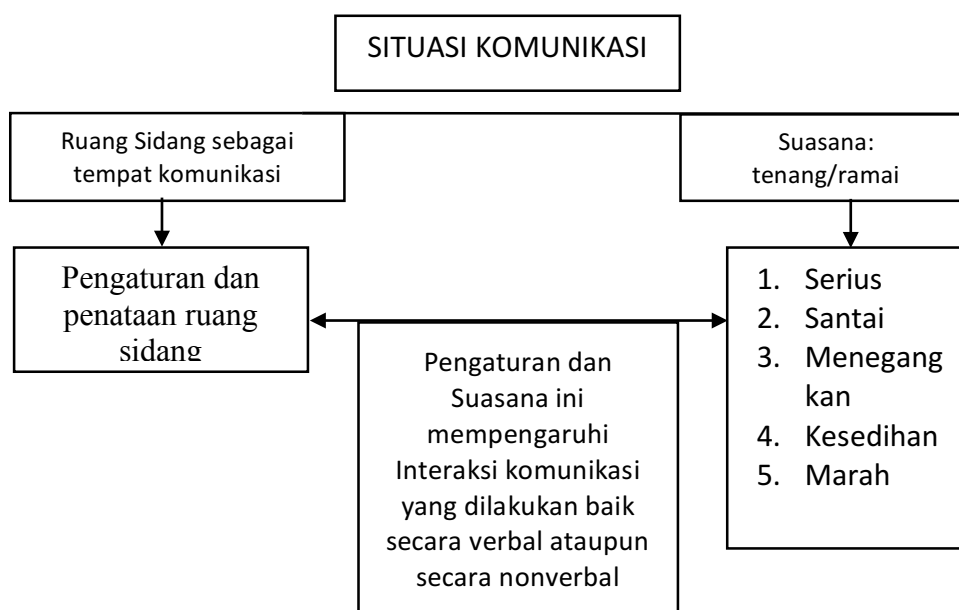 SITUASI KOMUNIKASI
Ruang Sidang sebagai
tempat komunikasi
Suasana:
tenang/ramai
Pengaturan dan
penataan ruang
sidang
Pengaturan dan
Suasana ini
mempengaruhi
Interaksi komunikasi
yang dilakukan baik
secara verbal ataupun
secara nonverbal
1. Serius
2. Santai
3. Menegang
kan
4. Kesedihan
5. Marah